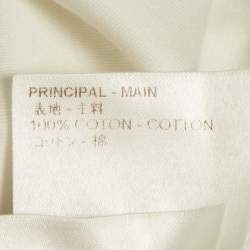 PRINCIPAL - MAIN
表地 - 主料
100% COTON - COTTON
コットン - 棉